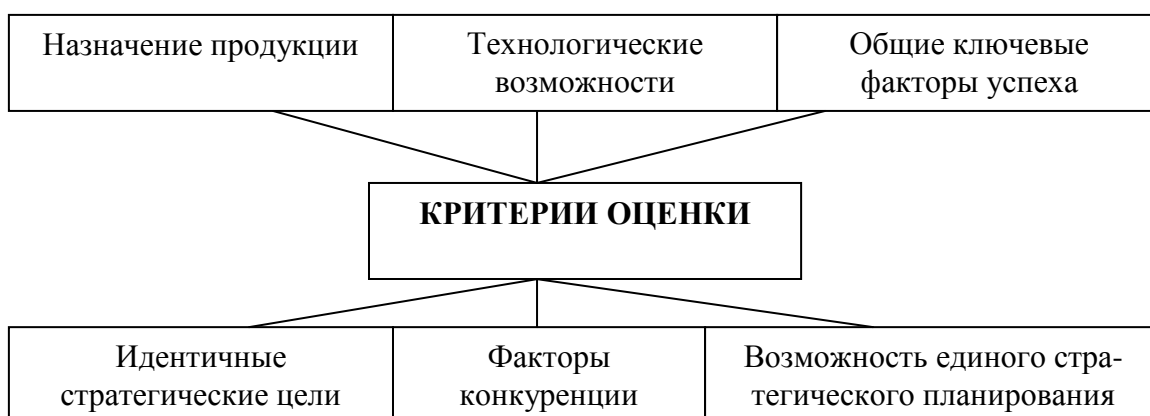 Назначение продукции
Технологические
возможности
Общие ключевые
факторы успеха
КРИТЕРИИ ОЦЕНКИ
Идентичные
стратегические цели
Факторы
конкуренции
Возможность единого стра-
тегического планирования